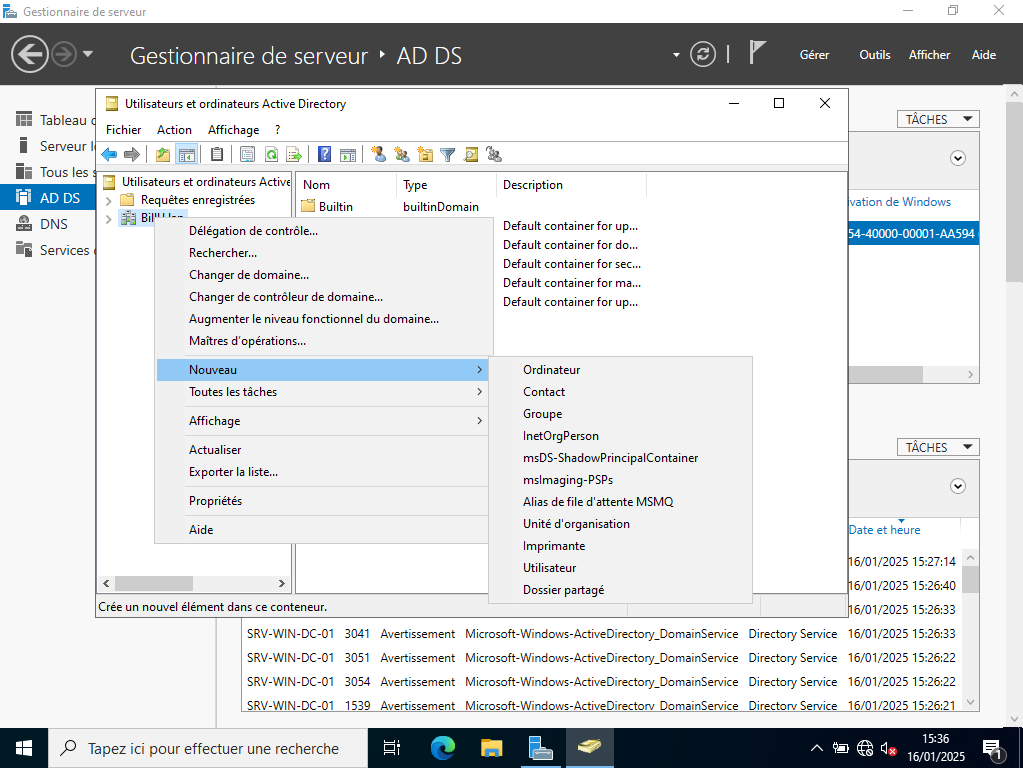 Gestionnaire de serveur
Gestionnaire de serveur AD DS
Gérer Outils Afficher Aide
Tableau
Serveur
Tous les
AD DS
DNS
Services
TÂCHES
vation de Windows
54-40000-00001-AA594
TÂCHES
Date et heure
Utilisateurs et ordinateurs Active Directory
Fichier Action Affichage ?
Utilisateurs et ordinateurs Active
Requêtes enregistrées
Nom Type Description
Builtin builtinDomain
Default container for up...
Default container for do...
Default container for sec...
Default container for ma...
Default container for up...
Délégation de contrôle...
Rechercher...
Changer de domaine...
Changer de contrôleur de domaine...
Augmenter le niveau fonctionnel du domaine...
Maîtres d'opérations...
Nouveau
Toutes les tâches
Affichage
Actualiser
Exporter la liste...
Propriétés
Aide
Ordinateur
Contact
Groupe
InetOrgPerson
msDS-ShadowPrincipalContainer
msImaging-PSPs
Alias de file d'attente MSMQ
Unité d'organisation
Imprimante
Utilisateur
Dossier partagé
Crée un nouvel élément dans ce conteneur.
16/01/2025 15:27:14
16/01/2025 15:26:40
16/01/2025 15:26:33
SRV-WIN-DC-01 3041 Avertissement Microsoft-Windows-ActiveDirectory_DomainService Directory Service 16/01/2025 15:26:33
SRV-WIN-DC-01 3051 Avertissement Microsoft-Windows-ActiveDirectory_DomainService Directory Service 16/01/2025 15:26:22
SRV-WIN-DC-01 3054 Avertissement Microsoft-Windows-ActiveDirectory_DomainService Directory Service 16/01/2025 15:26:22
SRV-WIN-DC-01 1539 Avertissement Microsoft-Windows-ActiveDirectory_DomainService Directory Service 16/01/2025 15:26:21
Tapez ici pour effectuer une recherche
15:36
16/01/2025
1